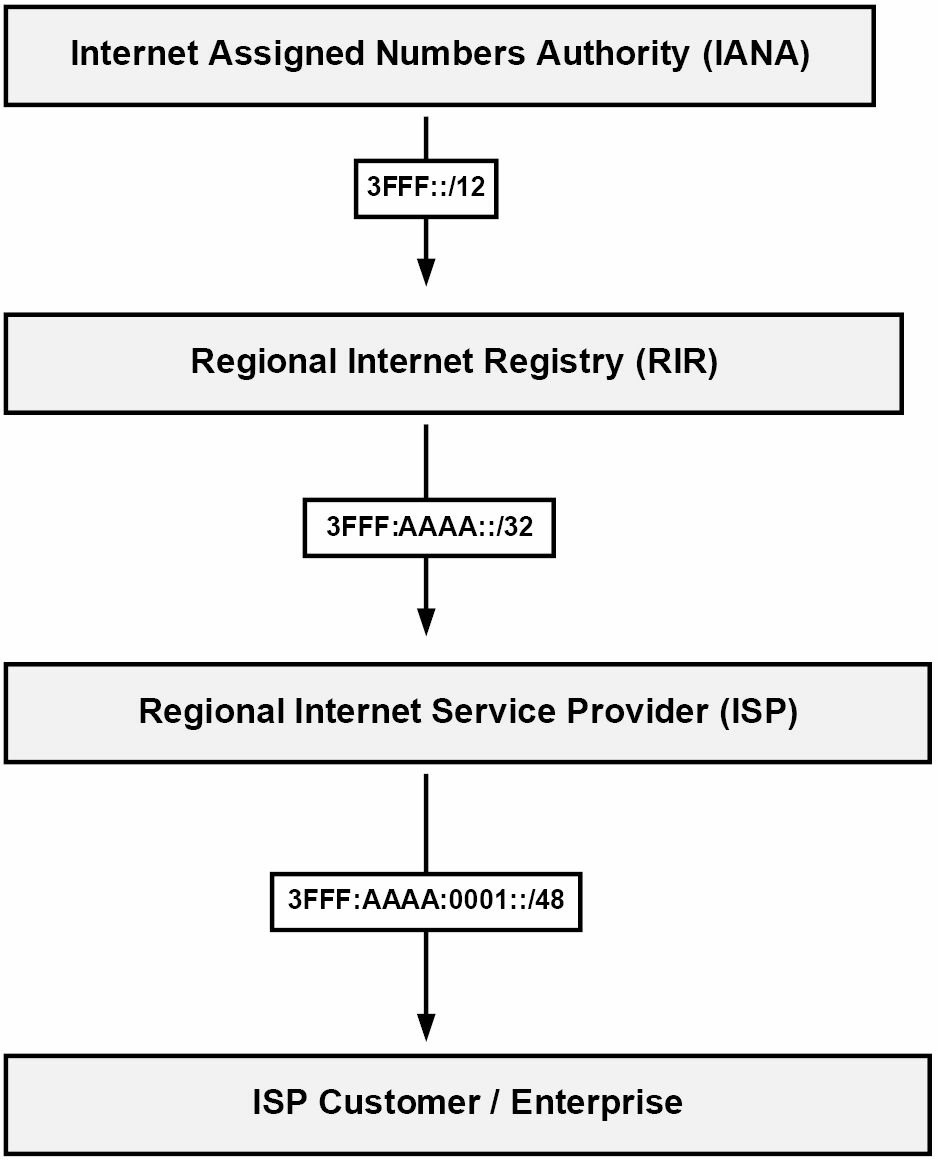 Internet Assigned Numbers Authority (IANA)
3FFF::/12
Regional Internet Registry (RIR)
3FFF:AAAA::/32
Regional Internet Service Provider (ISP)
3FFF:AAAA:0001::/48
ISP Customer / Enterprise